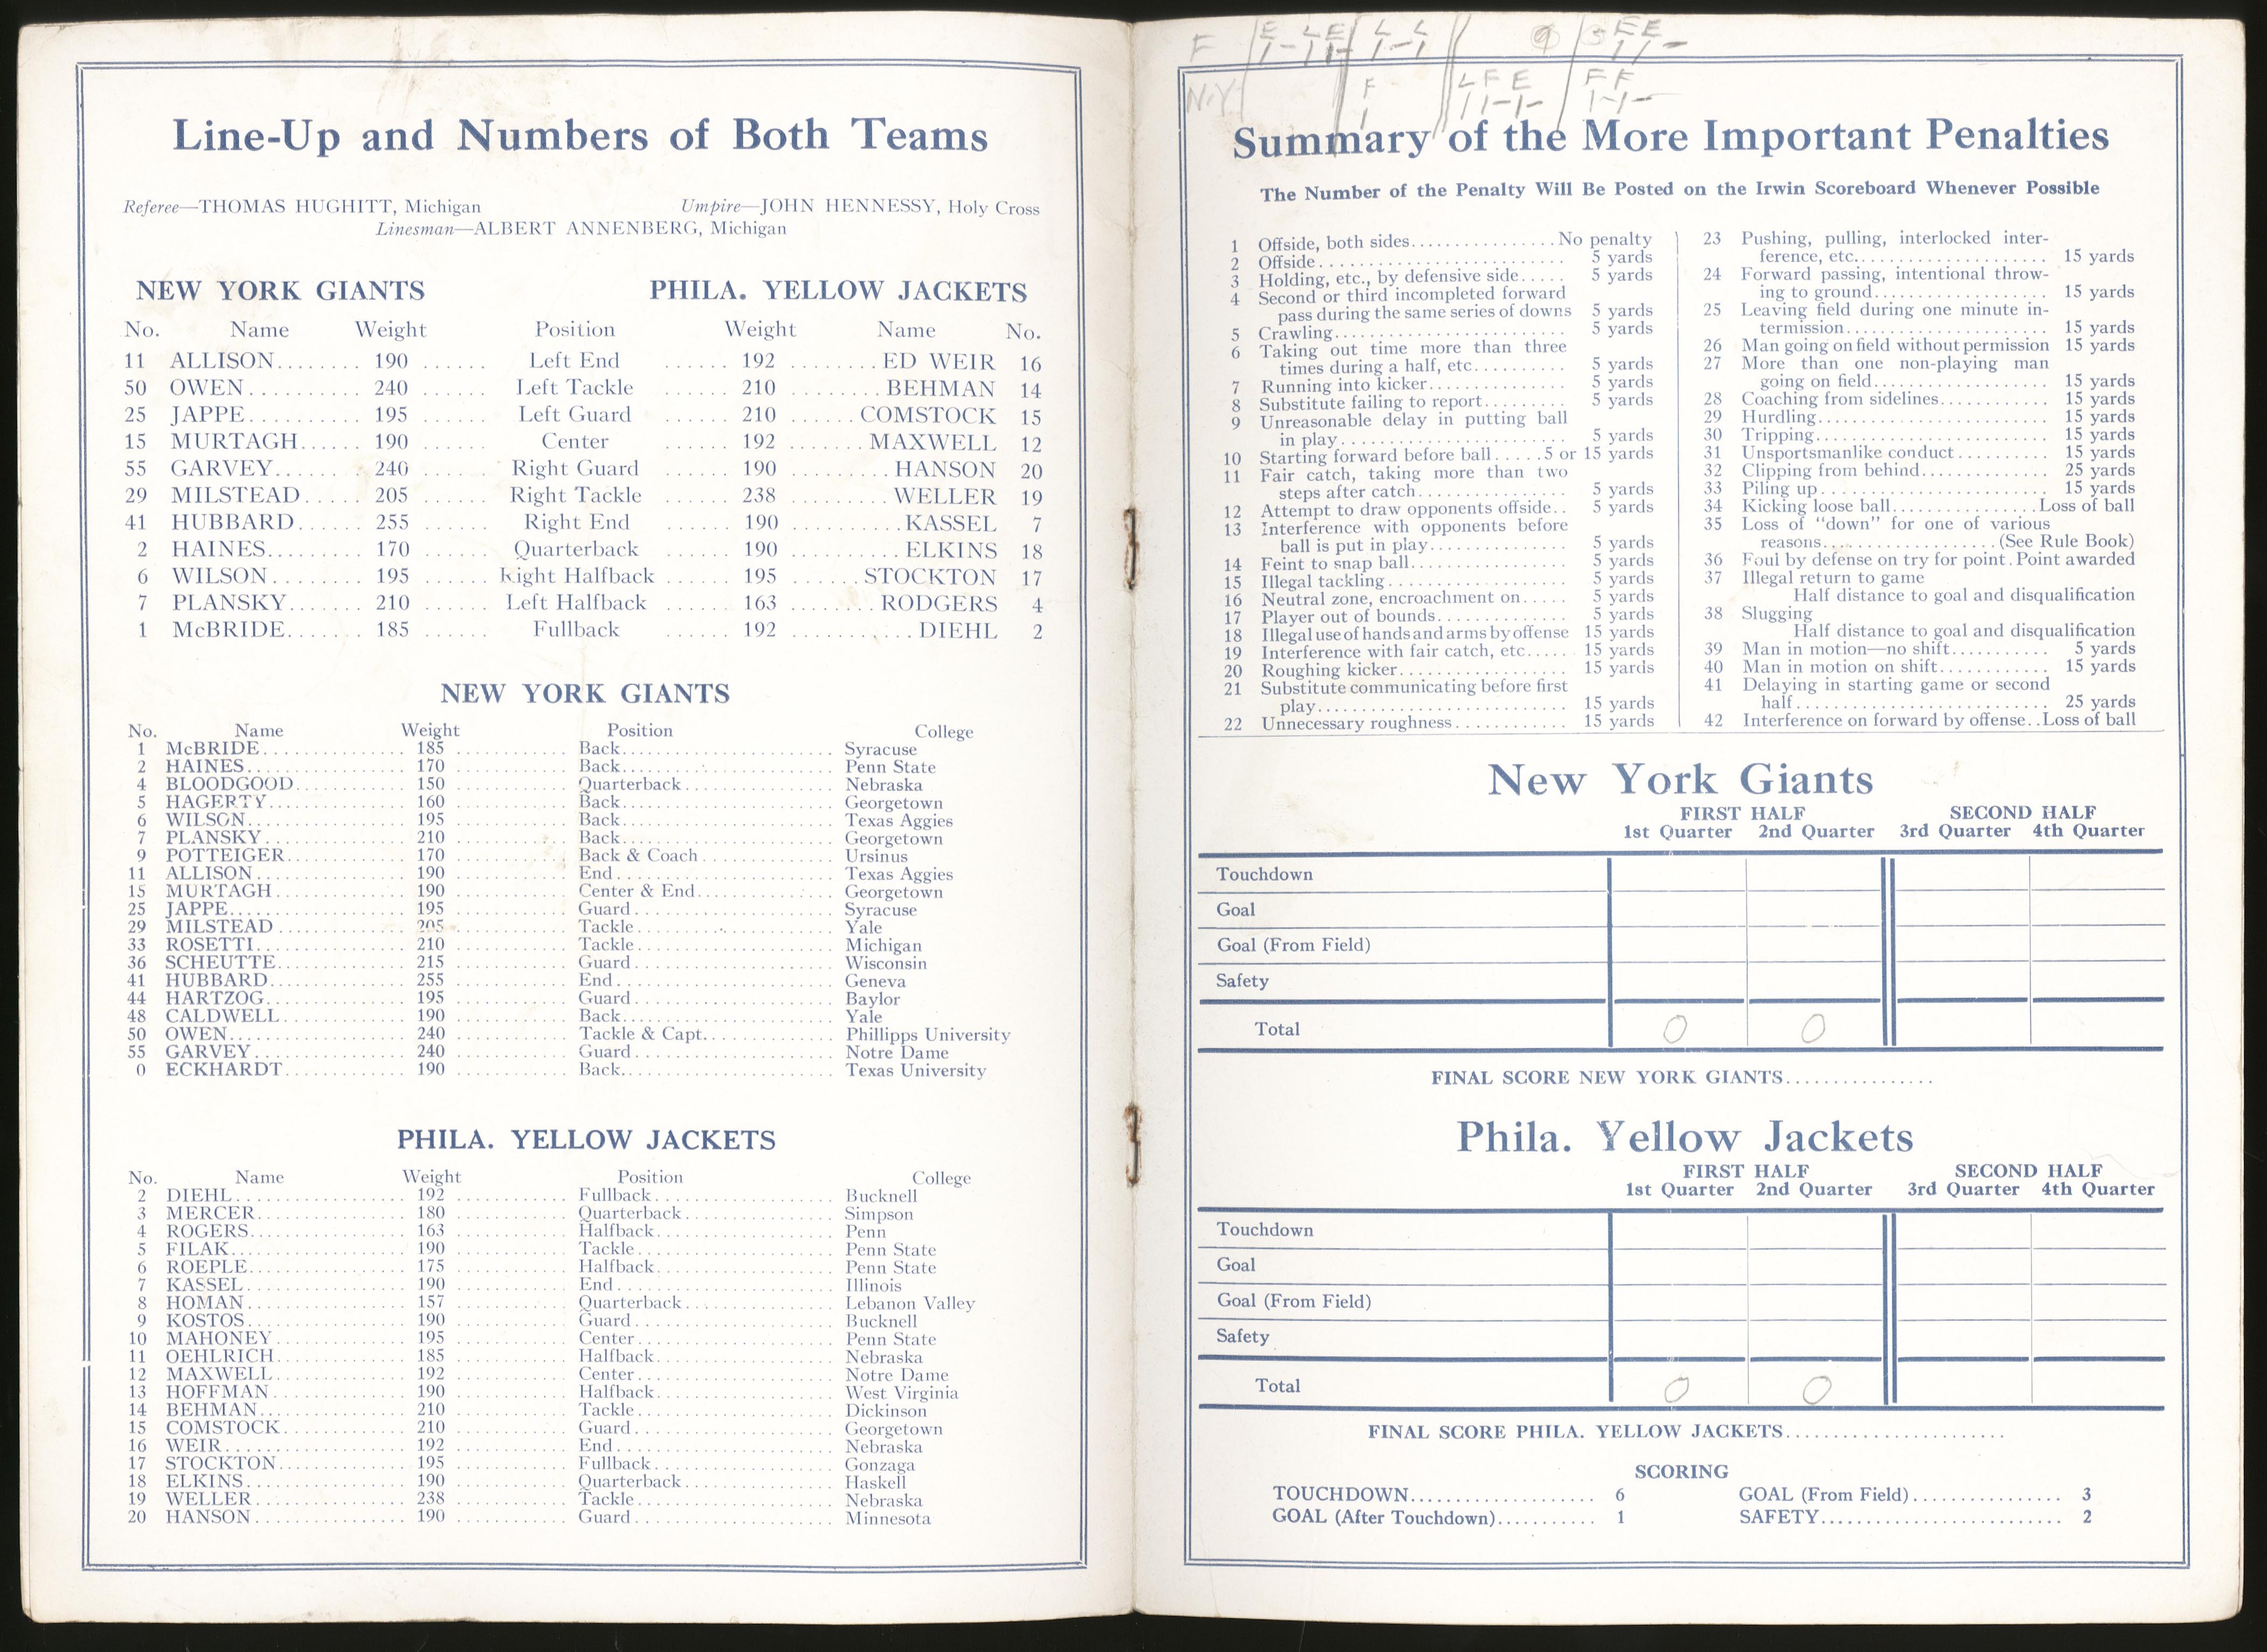 Line-Up and Numbers of Both Teams
Referee—THOMAS HUGHITT, Michigan Umpire—JOHN HENNESSY, Holy Cross
Linesman—ALBERT ANNENBERG, Michigan
NEW YORK GIANTS PHILA. YELLOW JACKETS
No. Name Weight Position Weight Name No.
11 ALLISON........ 190 ...... Left End ...... 192 ........ED WEIR 16
50 OWEN........... 240 ...... Left Tackle ...... 210 ........BEHMAN 14
25 JAPPE........... 195 ...... Left Guard ...... 210 ......COMSTOCK 15
15 MURTAGH...... 190 ...... Center ...... 192 .......MAXWELL 12
55 GARVEY........ 240 ...... Right Guard ...... 190 .........HANSON 20
29 MILSTEAD..... 205 ...... Right Tackle ...... 238 .........WELLER 19
41 HUBBARD...... 255 ...... Right End ...... 190 ..........KASSEL 7
2 HAINES......... 170 ...... Quarterback ...... 190 ..........ELKINS 18
6 WILSON......... 195 ...... Right Halfback ...... 195 ......STOCKTON 17
7 PLANSKY....... 210 ...... Left Halfback ...... 163 ........RODGERS 4
1 McBRIDE....... 185 ...... Fullback ...... 192 ...........DIEHL 2
NEW YORK GIANTS
No. Name Weight Position College
1 McBRIDE................ 185 ........... Back...................... Syracuse
2 HAINES................. 170 ........... Back...................... Penn State
4 BLOODGOOD............ 150 ........... Quarterback............... Nebraska
5 HAGERTY............... 160 ........... Back...................... Georgetown
6 WILSON................. 195 ........... Back...................... Texas Aggies
7 PLANSKY................ 210 ........... Back...................... Georgetown
9 POTTEIGER............. 170 ........... Back & Coach.............. Ursinus
11 ALLISON................ 190 ........... End....................... Texas Aggies
15 MURTAGH.............. 190 ........... Center & End.............. Georgetown
25 JAPPE................... 195 ........... Guard..................... Syracuse
29 MILSTEAD.............. 205 ........... Tackle.................... Yale
33 ROSETTI................ 210 ........... Tackle.................... Michigan
36 SCHEUTTE.............. 215 ........... Guard..................... Wisconsin
41 HUBBARD............... 255 ........... End....................... Geneva
44 HARTZOG............... 195 ........... Guard..................... Baylor
48 CALDWELL.............. 190 ........... Back...................... Yale
50 OWEN................... 240 ........... Tackle & Capt............. Phillipps University
55 GARVEY................. 240 ........... Guard..................... Notre Dame
0 ECKHARDT.............. 190 ........... Back...................... Texas University
PHILA. YELLOW JACKETS
No. Name Weight Position College
2 DIEHL.................. 192 ........... Fullback.................. Bucknell
3 MERCER................ 180 ........... Quarterback............... Simpson
4 ROGERS................ 163 ........... Halfback.................. Penn
5 FILAK.................. 190 ........... Tackle.................... Penn State
6 ROEPLE................ 175 ........... Halfback.................. Penn State
7 KASSEL................ 190 ........... End....................... Illinois
8 HOMAN................. 157 ........... Quarterback............... Lebanon Valley
9 KOSTOS................ 190 ........... Guard..................... Bucknell
10 MAHONEY.............. 195 ........... Center.................... Penn State
11 OEHLRICH............. 185 ........... Halfback.................. Nebraska
12 MAXWELL.............. 192 ........... Center.................... Notre Dame
13 HOFFMAN.............. 190 ........... Halfback.................. West Virginia
14 BEHMAN............... 210 ........... Tackle.................... Dickinson
15 COMSTOCK............. 210 ........... Guard..................... Georgetown
16 WEIR.................. 192 ........... End....................... Nebraska
17 STOCKTON............. 195 ........... Fullback.................. Gonzaga
18 ELKINS................ 190 ........... Quarterback............... Haskell
19 WELLER............... 238 ........... Tackle.................... Nebraska
20 HANSON............... 190 ........... Guard..................... Minnesota
F E LE L L FE
N.Y. F L F E F F
Summary of the More Important Penalties
The Number of the Penalty Will Be Posted on the Irwin Scoreboard Whenever Possible
1 Offside, both sides................No penalty
2 Offside.......................... 5 yards
3 Holding, etc., by defensive side..... 5 yards
4 Second or third incompleted forward
pass during the same series of downs 5 yards
5 Crawling......................... 5 yards
6 Taking out time more than three
times during a half, etc.......... 5 yards
7 Running into kicker............... 5 yards
8 Substitute failing to report......... 5 yards
9 Unreasonable delay in putting ball
in play......................... 5 yards
10 Starting forward before ball.....5 or 15 yards
11 Fair catch, taking more than two
steps after catch................ 5 yards
12 Attempt to draw opponents offside.. 5 yards
13 Interference with opponents before
ball is put in play............... 5 yards
14 Feint to snap ball................. 5 yards
15 Illegal tackling.................... 5 yards
16 Neutral zone, encroachment on..... 5 yards
17 Player out of bounds.............. 5 yards
18 Illegal use of hands and arms by offense 15 yards
19 Interference with fair catch, etc..... 15 yards
20 Roughing kicker.................. 15 yards
21 Substitute communicating before first
play........................... 15 yards
22 Unnecessary roughness............ 15 yards
23 Pushing, pulling, interlocked inter-
ference, etc..................... 15 yards
24 Forward passing, intentional throw-
ing to ground................... 15 yards
25 Leaving field during one minute in-
termission...................... 15 yards
26 Man going on field without permission 15 yards
27 More than one non-playing man
going on field................... 15 yards
28 Coaching from sidelines............ 15 yards
29 Hurdling......................... 15 yards
30 Tripping......................... 15 yards
31 Unsportsmanlike conduct.......... 15 yards
32 Clipping from behind.............. 25 yards
33 Piling up......................... 15 yards
34 Kicking loose ball................Loss of ball
35 Loss of “down” for one of various
reasons...................(See Rule Book)
36 Foul by defense on try for point.Point awarded
37 Illegal return to game
Half distance to goal and disqualification
38 Slugging
Half distance to goal and disqualification
39 Man in motion—no shift.......... 5 yards
40 Man in motion on shift............ 15 yards
41 Delaying in starting game or second
half............................ 25 yards
42 Interference on forward by offense..Loss of ball
New York Giants
FIRST HALF SECOND HALF
1st Quarter 2nd Quarter 3rd Quarter 4th Quarter
Touchdown
Goal
Goal (From Field)
Safety
Total 0 0
FINAL SCORE NEW YORK GIANTS................
Phila. Yellow Jackets
FIRST HALF SECOND HALF
1st Quarter 2nd Quarter 3rd Quarter 4th Quarter
Touchdown
Goal
Goal (From Field)
Safety
Total 0 0
FINAL SCORE PHILA. YELLOW JACKETS.......................
SCORING
TOUCHDOWN.................... 6 GOAL (From Field)................ 3
GOAL (After Touchdown).......... 1 SAFETY.......................... 2